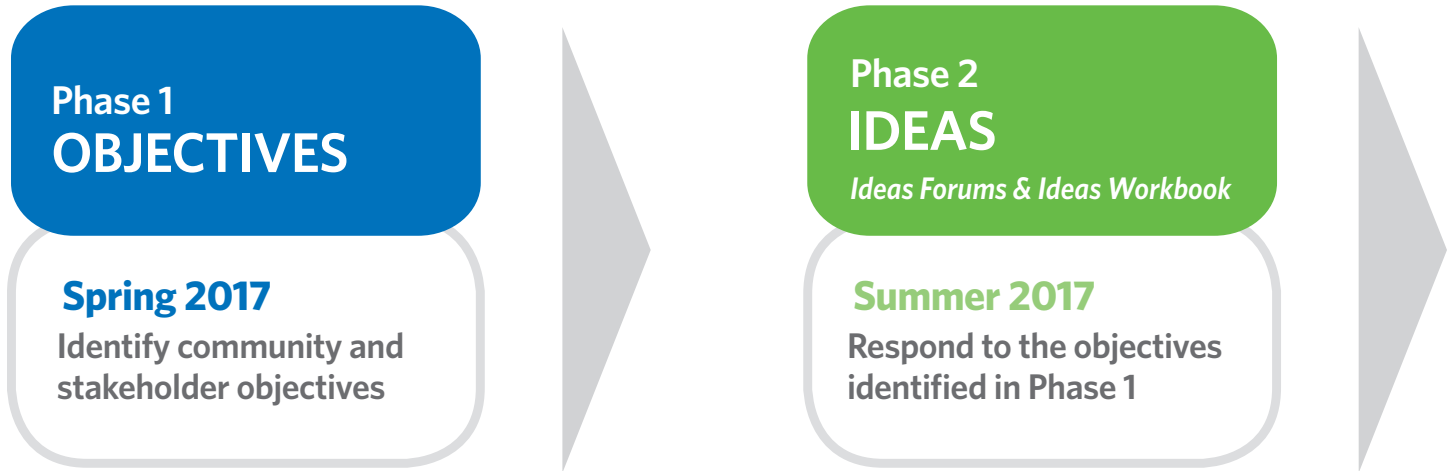 Phase 1
OBJECTIVES
Spring 2017
Identify community and
stakeholder objectives
Phase 2
IDEAS
Ideas Forums & Ideas Workbook
Summer 2017
Respond to the objectives
identified in Phase 1